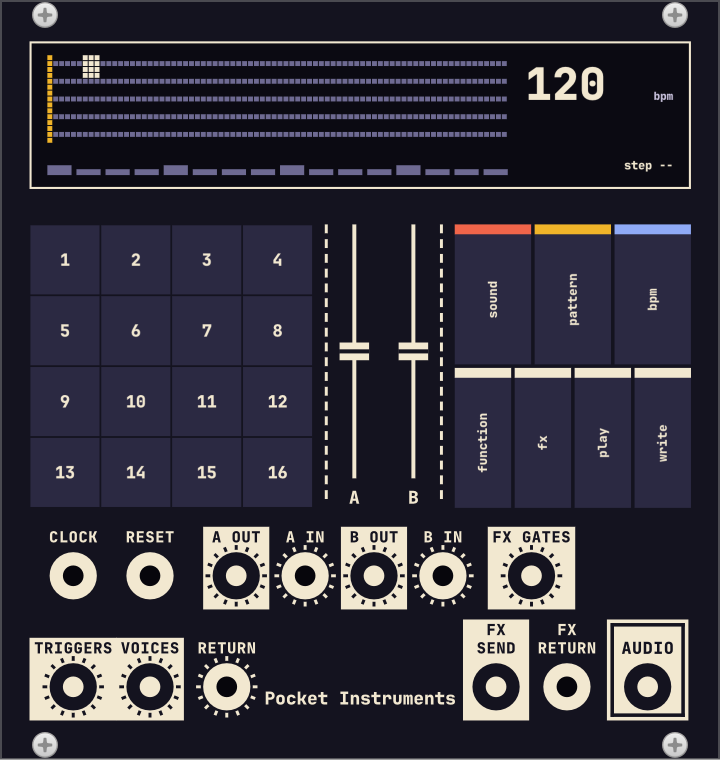 120
bpm
step --
1 2 3 4
5 6 7 8
9 10 11 12
13 14 15 16
A B
sound pattern bpm
function fx play write
CLOCK RESET A OUT A IN B OUT B IN FX GATES
TRIGGERS VOICES RETURN
Pocket Instruments
FX SEND
FX RETURN
AUDIO